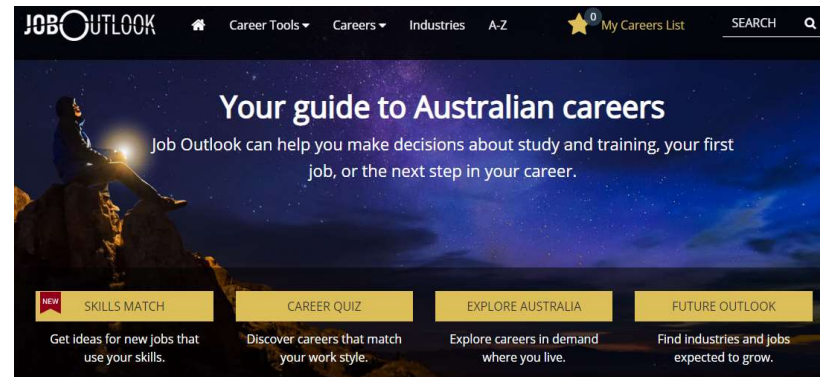 JOBOUTLOOK
Career Tools
Careers
Industries
A-Z
0
My Careers List
SEARCH
Your guide to Australian careers
Job Outlook can help you make decisions about study and training, your first
job, or the next step in your career.
NEW
SKILLS MATCH
Get ideas for new jobs that
use your skills.
CAREER QUIZ
Discover careers that match
your work style.
EXPLORE AUSTRALIA
Explore careers in demand
where you live.
FUTURE OUTLOOK
Find industries and jobs
expected to grow.